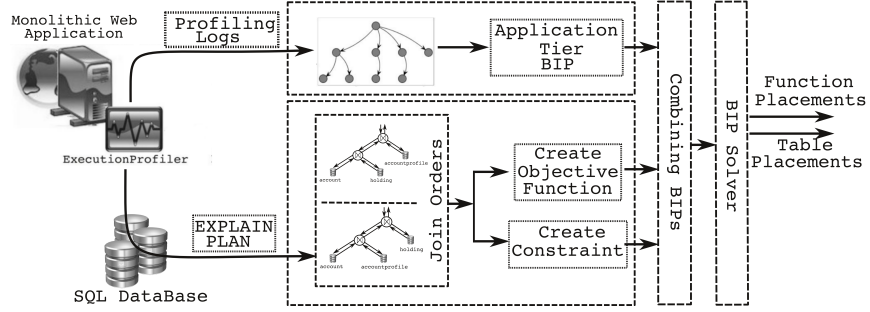 Monolithic Web
Application
Profiling
Logs
ExecutionProfiler
EXPLAIN
PLAN
SQL DataBase
Application
Tier
BIP
accountprofile
account
holding
holding
account
accountprofile
Join Orders
Create
Objective
Function
Create
Constraint
Combining BIPs
BIP Solver
Function
Placements
Table
Placements